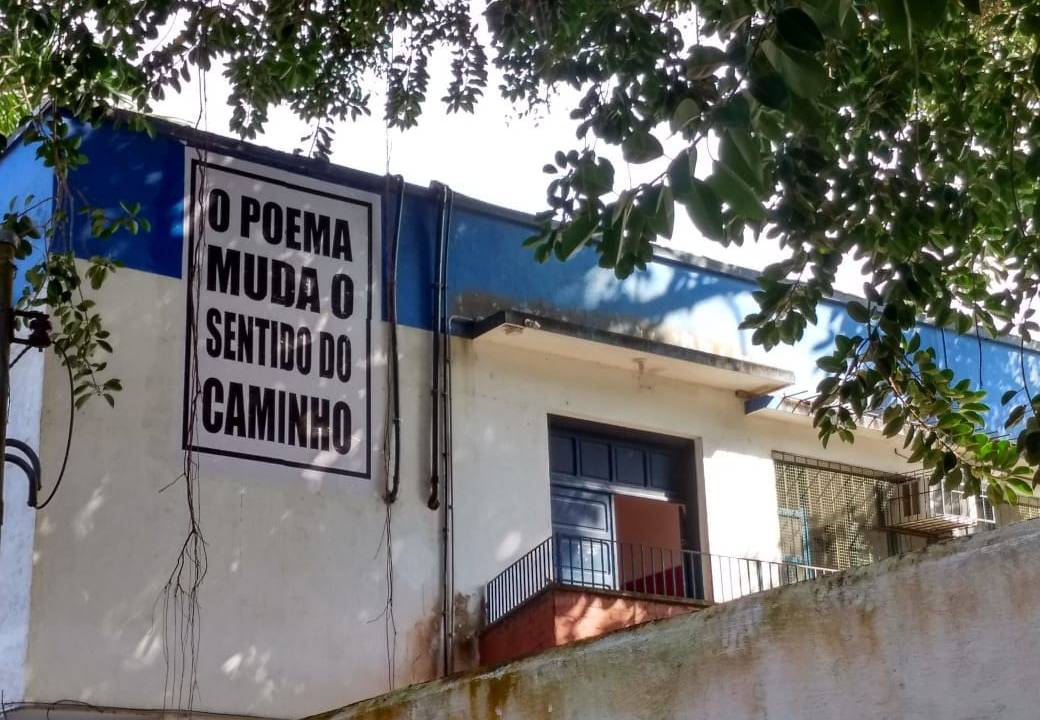 O POEMA
MUDA O
SENTIDO DO
CAMINHO